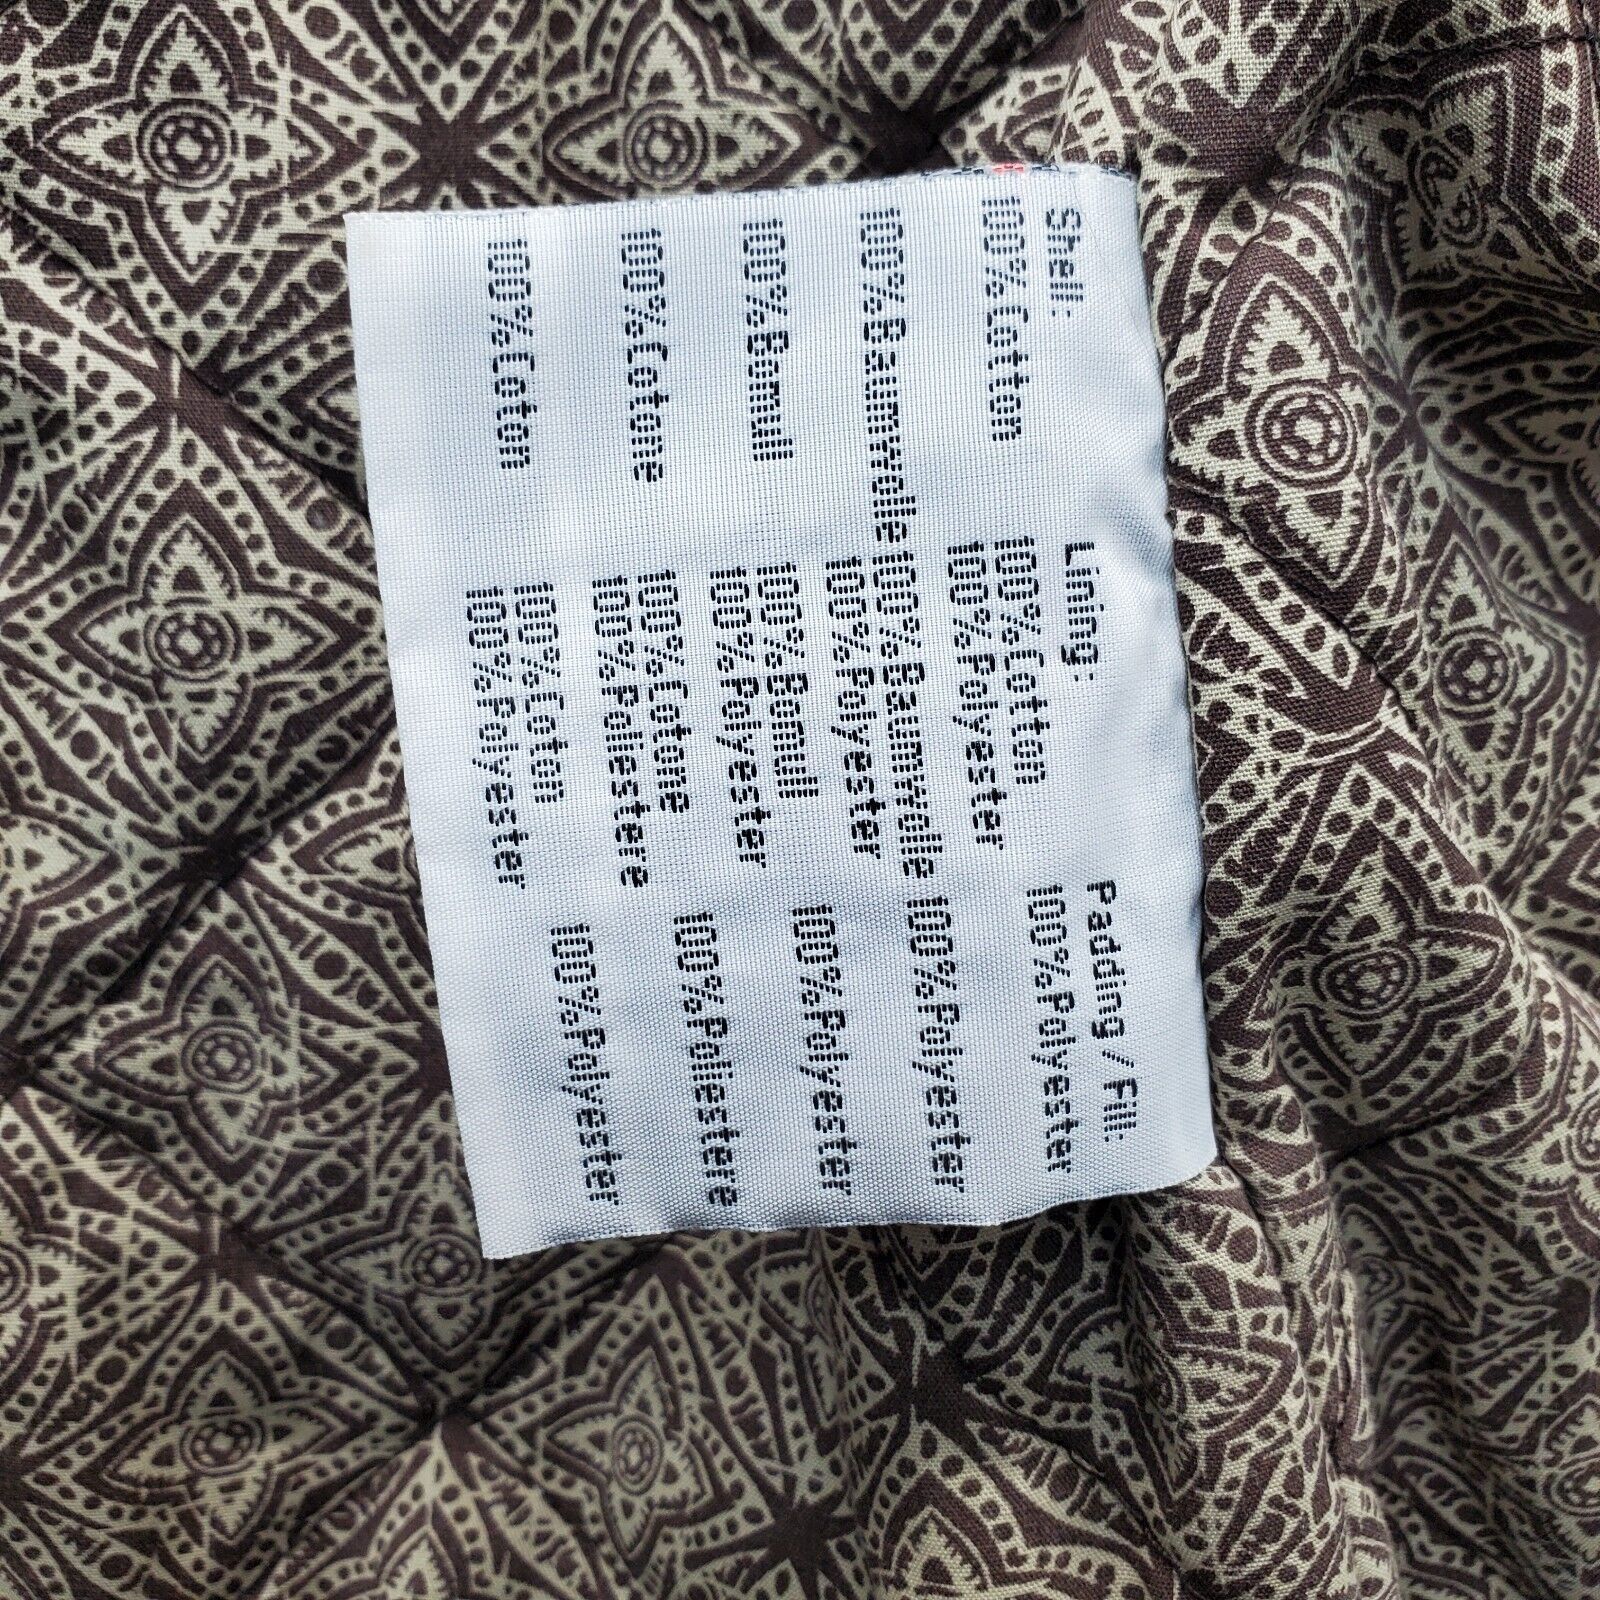 Shell: Lining: Padding / Fill:
100%Cotton 100%Cotton 100%Polyester
100%Polyester
100%Baumwolle 100%Baumwolle 100%Polyester
100%Polyester
100%Bomull 100%Bomull 100%Polyester
100%Polyester
100%Cotone 100%Cotone 100%Poliestere
100%Poliestere
100%Coton 100%Coton 100%Polyester
100%Polyester